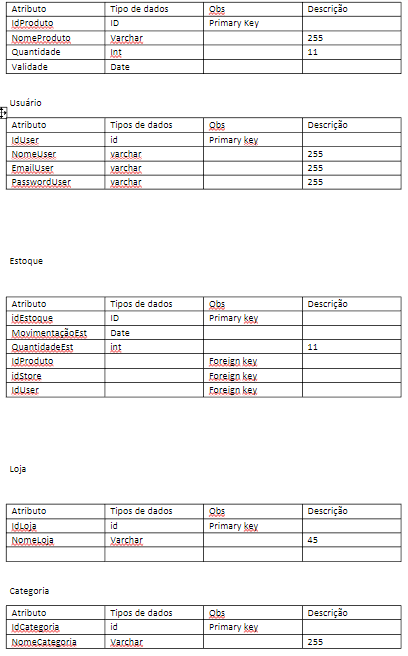 Atributo Tipo de dados Obs Descrição
IdProduto ID Primary Key
NomeProduto Varchar 255
Quantidade Int 11
Validade Date
Usuário
Atributo Tipos de dados Obs Descrição
IdUser id Primary key
NomeUser varchar 255
EmailUser varchar 255
PasswordUser varchar 255
Estoque
Atributo Tipos de dados Obs Descrição
idEstoque ID Primary key
MovimentaçãoEst Date
QuantidadeEst int 11
IdProduto Foreign key
idStore Foreign key
IdUser Foreign key
Loja
Atributo Tipos de dados Obs Descrição
IdLoja id Primary key
NomeLoja Varchar 45
Categoria
Atributo Tipos de dados Obs Descrição
IdCategoria id Primary key
NomeCategoria Varchar 255